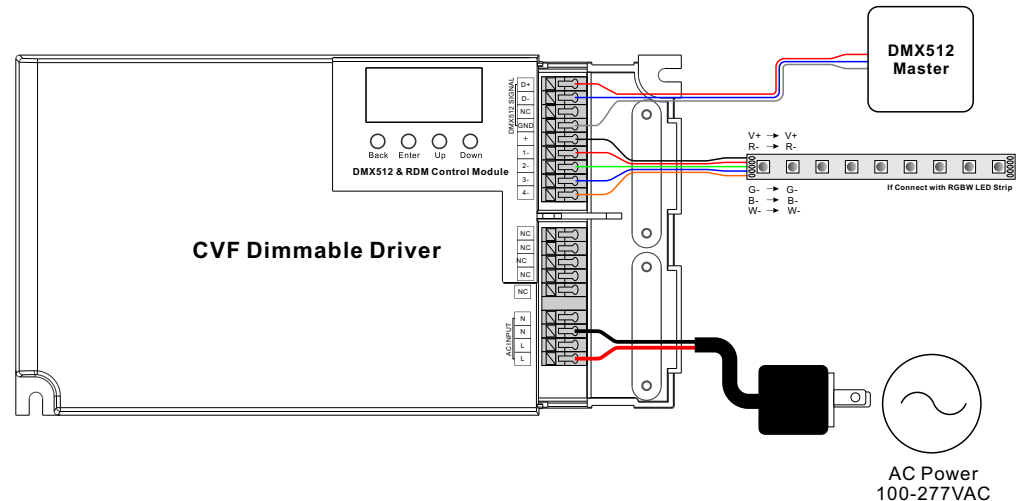 DMX512
Master
DMX512 SIGNAL
D+
D-
NC
GND
+
1-
2-
3-
4-
Back Enter Up Down
DMX512 & RDM Control Module
V+ → V+
R- → R-
G- → G-
B- → B-
W- → W-
If Connect with RGBW LED Strip
CVF Dimmable Driver
NC
NC
NC
NC
NC
AC INPUT
N
N
L
L
AC Power
100-277VAC